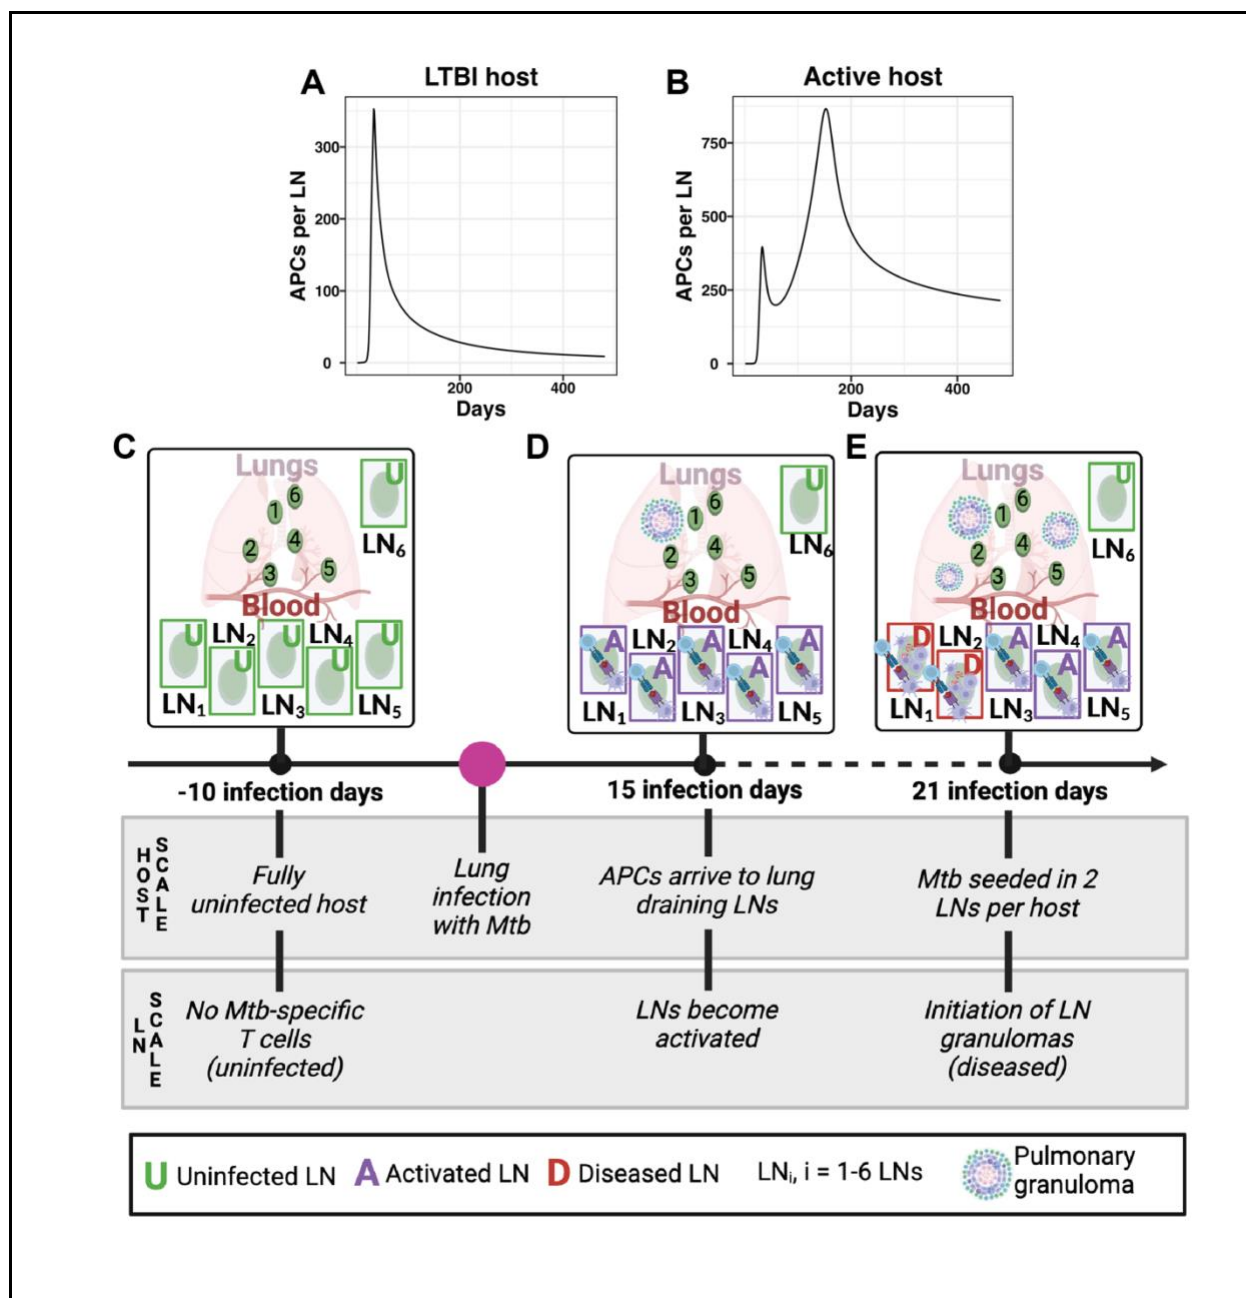 A
LTBI host
APCs per LN
300
200
100
0
200
400
Days
B
Active host
APCs per LN
750
500
250
0
200
400
Days
C
Lungs
U
LN6
6
1
4
2
3
5
Blood
U
LN2
U
LN4
U
U
U
LN1
LN3
LN5
D
Lungs
U
LN6
6
1
4
2
3
5
Blood
A
LN2
A
LN4
A
A
A
LN1
LN3
LN5
E
Lungs
U
LN6
6
1
4
2
3
5
Blood
D
LN2
A
LN4
A
D
A
LN1
LN3
LN5
-10 infection days
15 infection days
21 infection days
HOST
SCALE
Fully
uninfected host
Lung
infection
with Mtb
APCs arrive to lung
draining LNs
Mtb seeded in 2
LNs per host
LN
SCALE
No Mtb-specific
T cells
(uninfected)
LNs become
activated
Initiation of LN
granulomas
(diseased)
U Uninfected LN
A Activated LN
D Diseased LN
LNi, i = 1-6 LNs
Pulmonary
granuloma